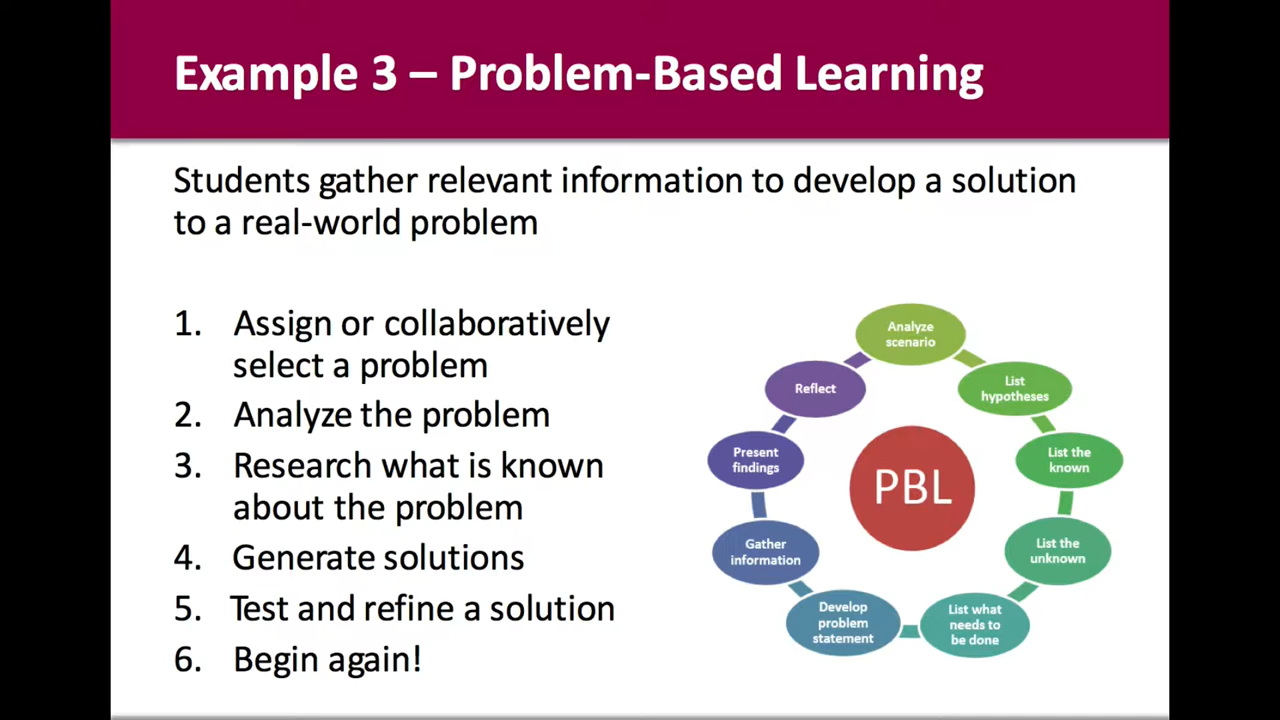 Example 3 – Problem-Based Learning
Students gather relevant information to develop a solution
to a real-world problem
1. Assign or collaboratively
select a problem
2. Analyze the problem
3. Research what is known
about the problem
4. Generate solutions
5. Test and refine a solution
6. Begin again!
PBL
Analyze
scenario
List
hypotheses
List the
known
List the
unknown
List what
needs to
be done
Develop
problem
statement
Gather
information
Present
findings
Reflect